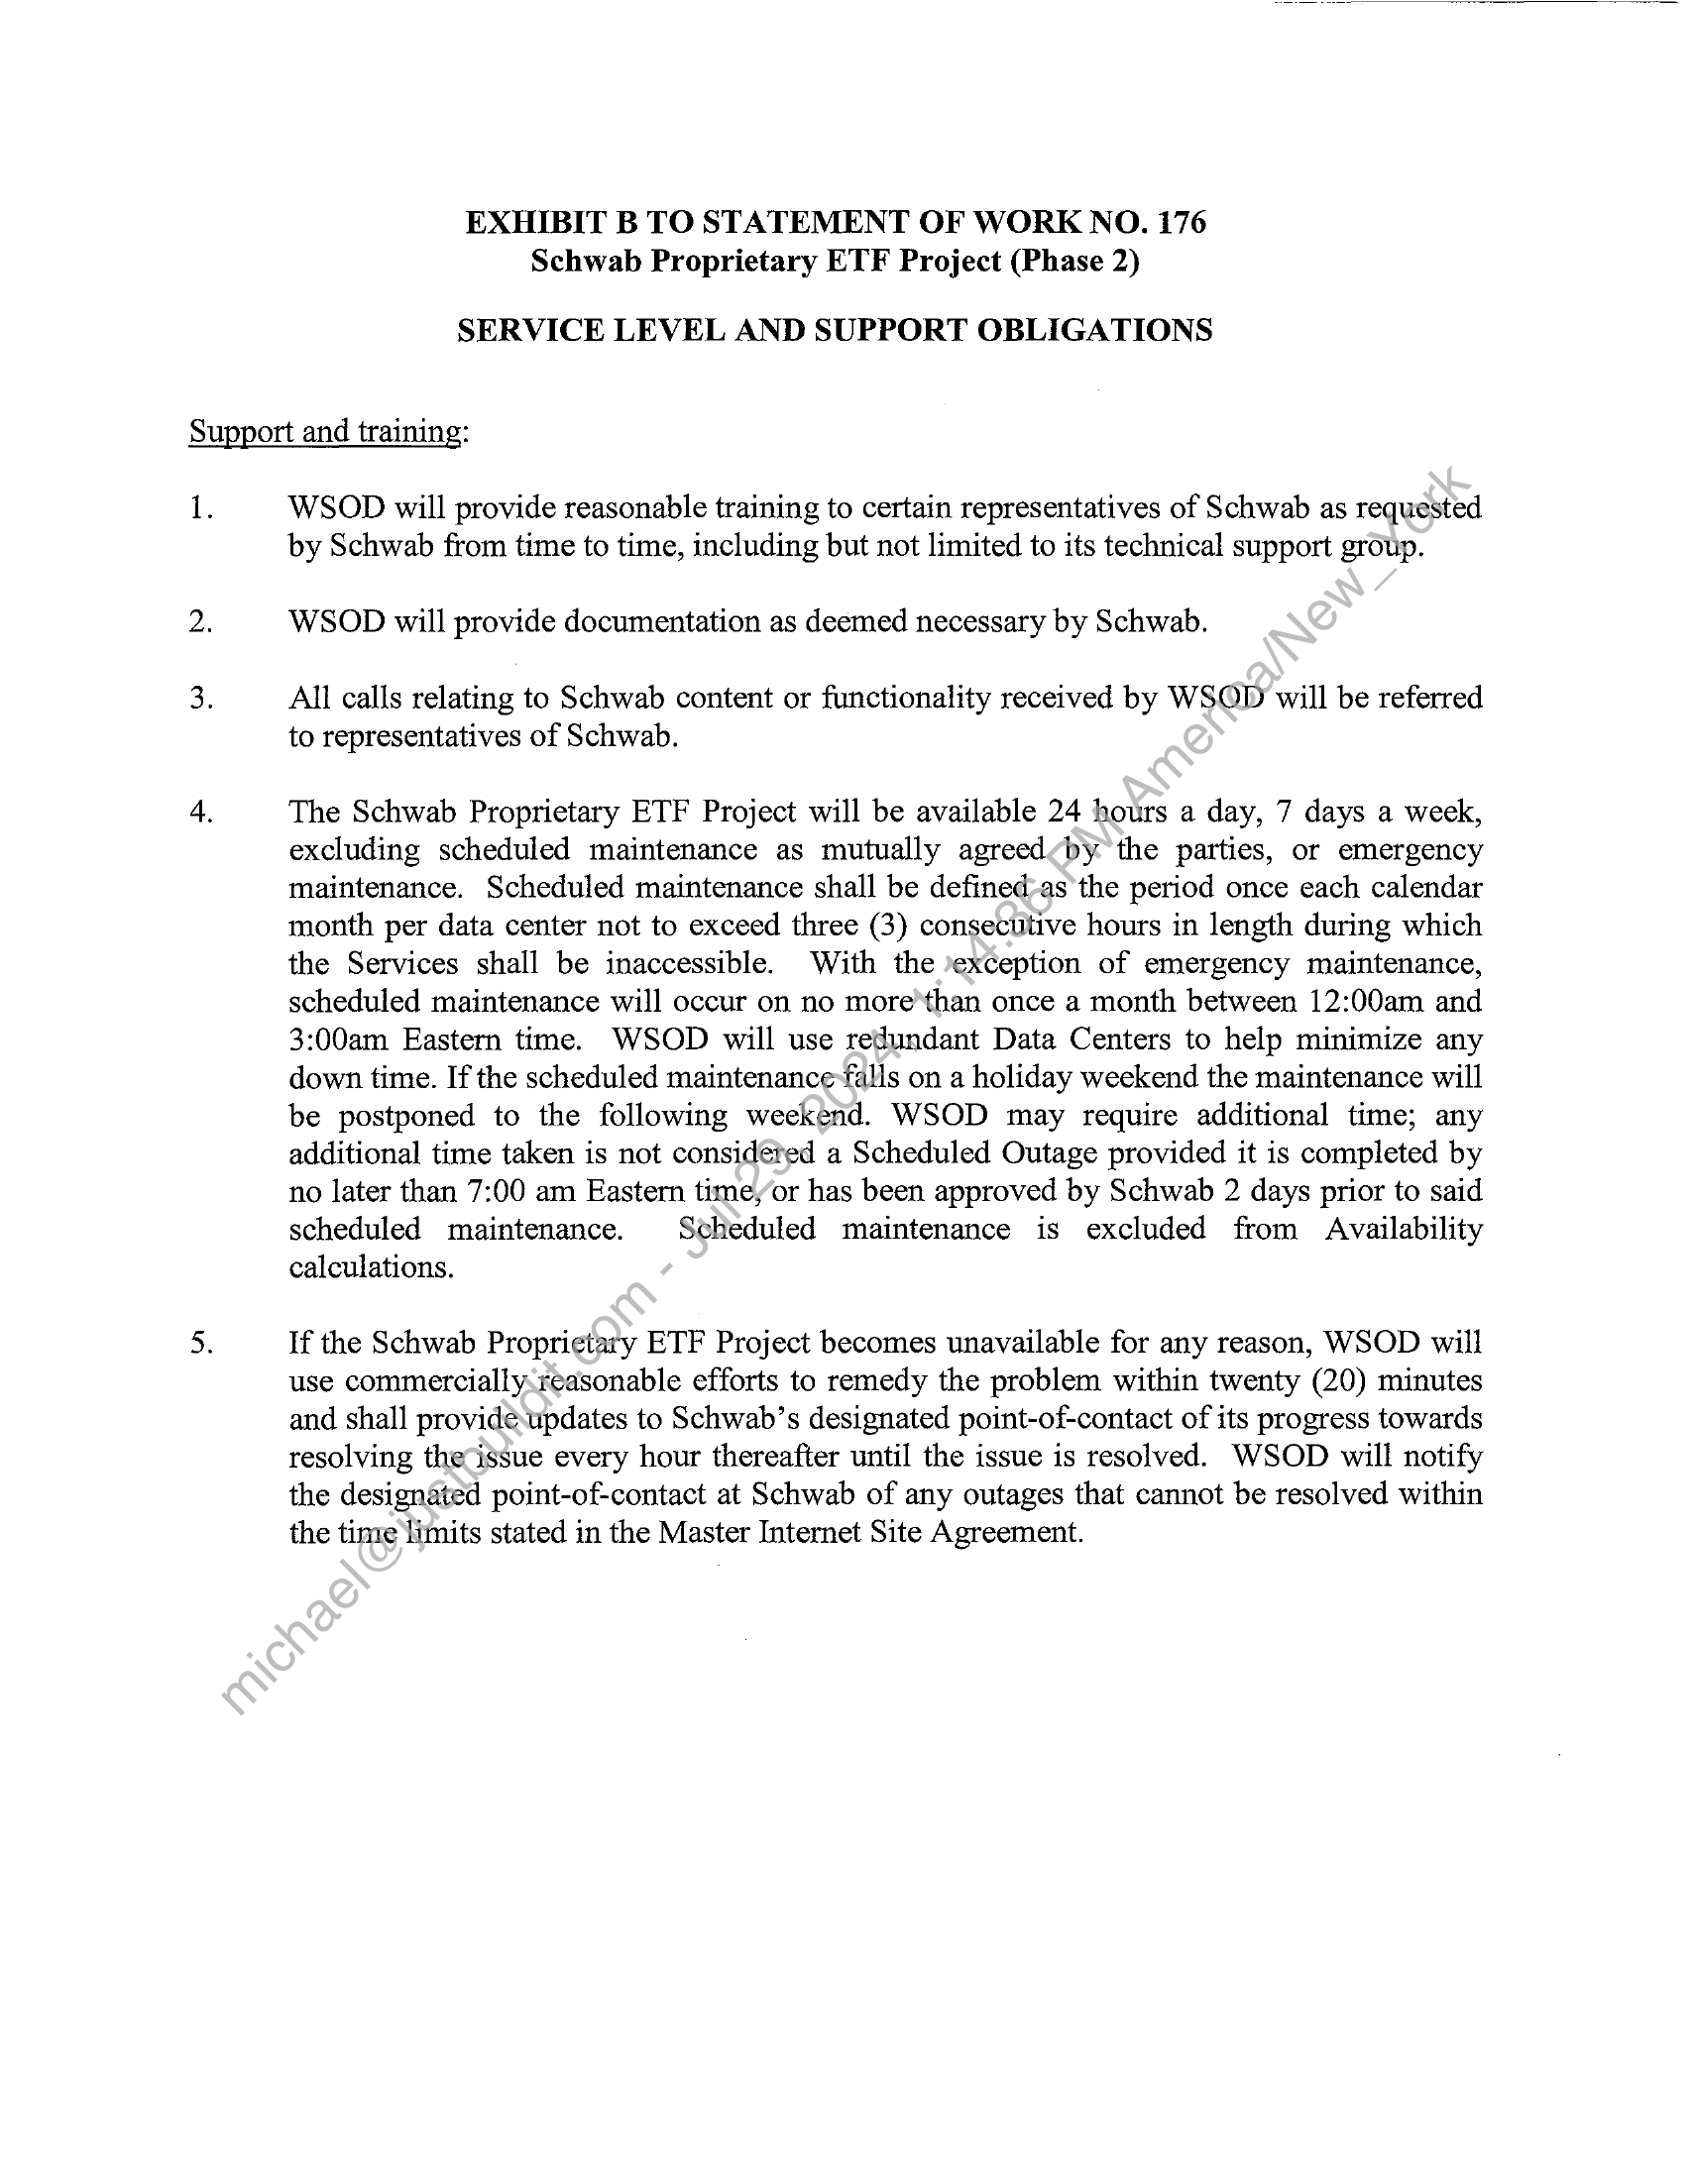 EXHIBIT B TO STATEMENT OF WORK NO. 176
Schwab Proprietary ETF Project (Phase 2)
SERVICE LEVEL AND SUPPORT OBLIGATIONS
Support and training:
1. WSOD will provide reasonable training to certain representatives of Schwab as requested
by Schwab from time to time, including but not limited to its technical support group.
2. WSOD will provide documentation as deemed necessary by Schwab.
3. All calls relating to Schwab content or functionality received by WSOD will be referred
to representatives of Schwab.
4. The Schwab Proprietary ETF Project will be available 24 hours a day, 7 days a week,
excluding scheduled maintenance as mutually agreed by the parties, or emergency
maintenance. Scheduled maintenance shall be defined as the period once each calendar
month per data center not to exceed three (3) consecutive hours in length during which
the Services shall be inaccessible. With the exception of emergency maintenance,
scheduled maintenance will occur on no more than once a month between 12:00am and
3:00am Eastern time. WSOD will use redundant Data Centers to help minimize any
down time. If the scheduled maintenance falls on a holiday weekend the maintenance will
be postponed to the following weekend. WSOD may require additional time; any
additional time taken is not considered a Scheduled Outage provided it is completed by
no later than 7:00 am Eastern time, or has been approved by Schwab 2 days prior to said
scheduled maintenance. Scheduled maintenance is excluded from Availability
calculations.
5. If the Schwab Proprietary ETF Project becomes unavailable for any reason, WSOD will
use commercially reasonable efforts to remedy the problem within twenty (20) minutes
and shall provide updates to Schwab's designated point-of-contact of its progress towards
resolving the issue every hour thereafter until the issue is resolved. WSOD will notify
the designated point-of-contact at Schwab of any outages that cannot be resolved within
the time limits stated in the Master Internet Site Agreement.
michael@justbuildit.com - Jul 29, 2024, 1:14:36 PM America/New_York